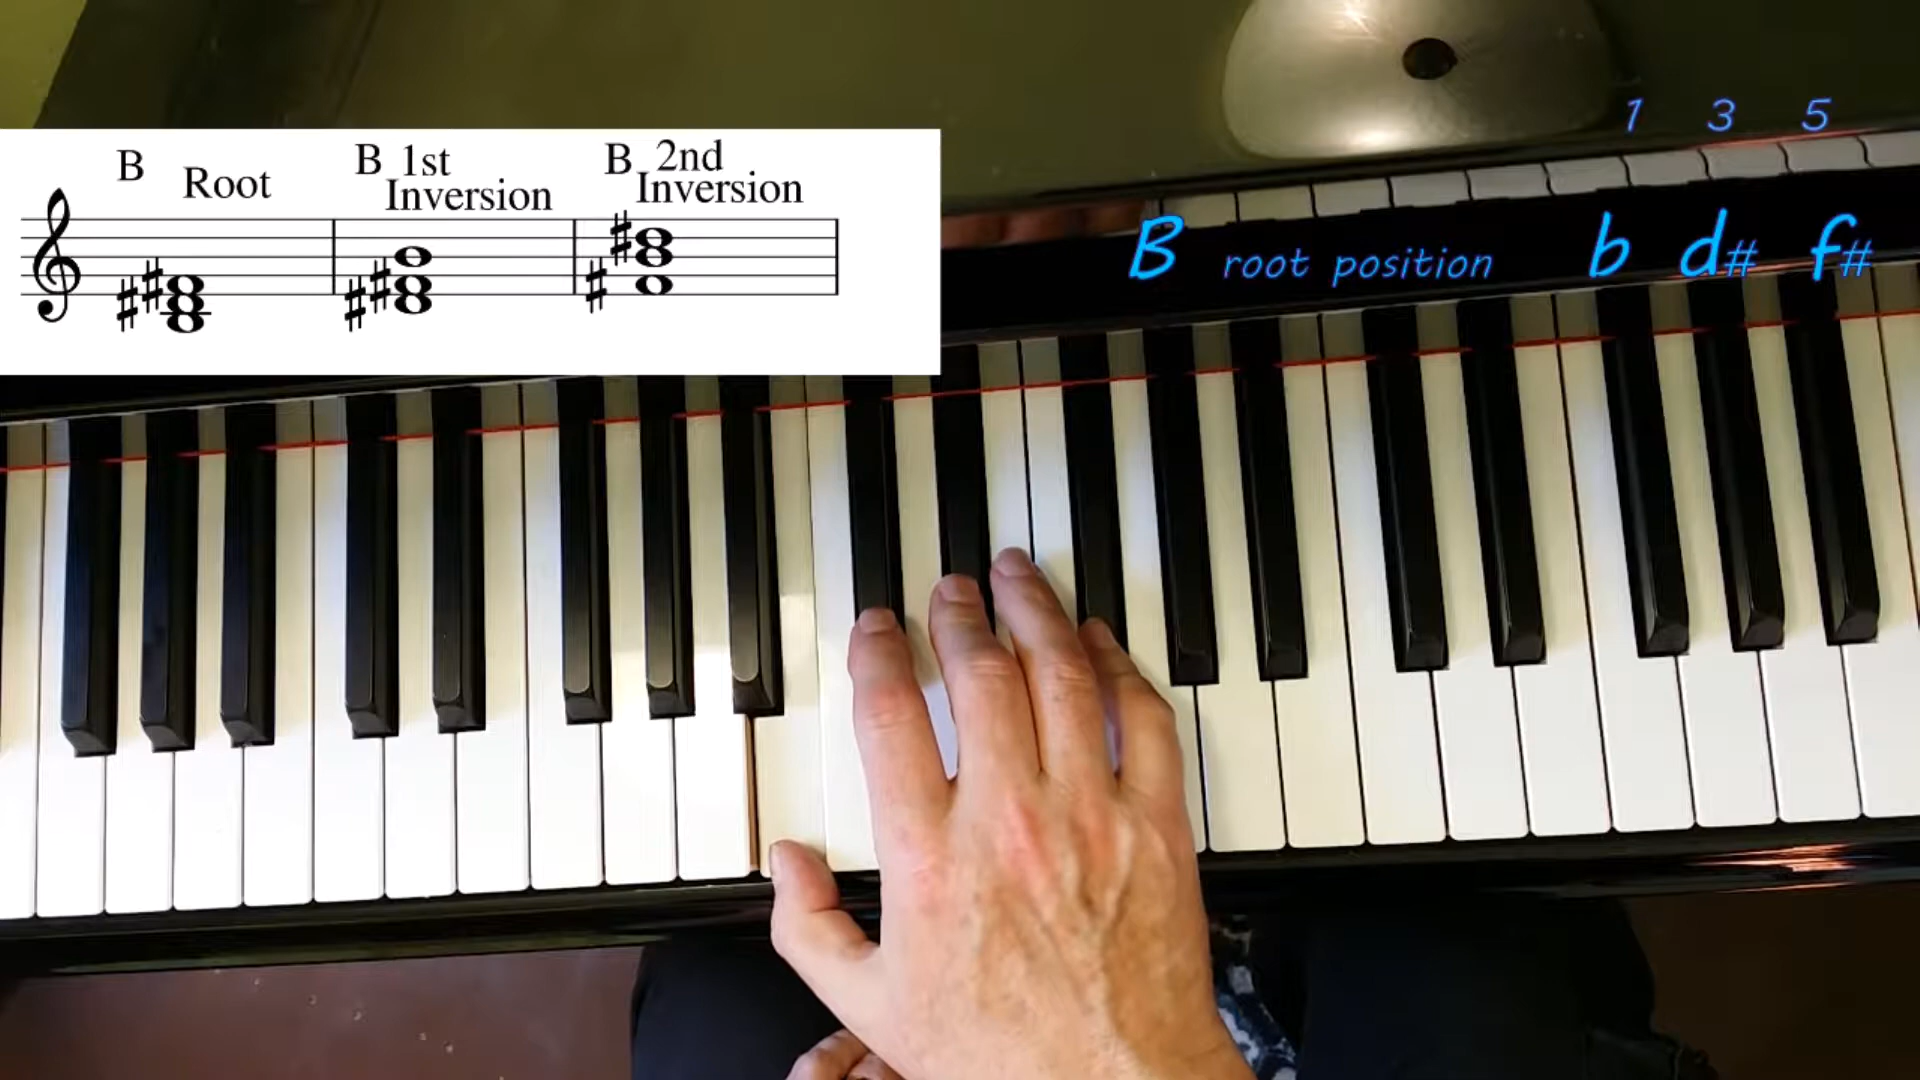 B Root
B 1st
Inversion
B 2nd
Inversion
1 3 5
B root position b d# f#